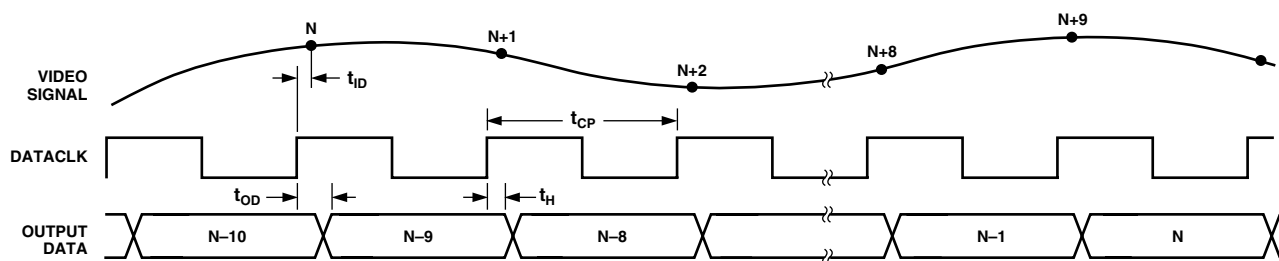 N
N+1
N+2
N+8
N+9
VIDEO
SIGNAL
tID
tCP
DATACLK
tOD
tH
OUTPUT
DATA
N–10
N–9
N–8
N–1
N